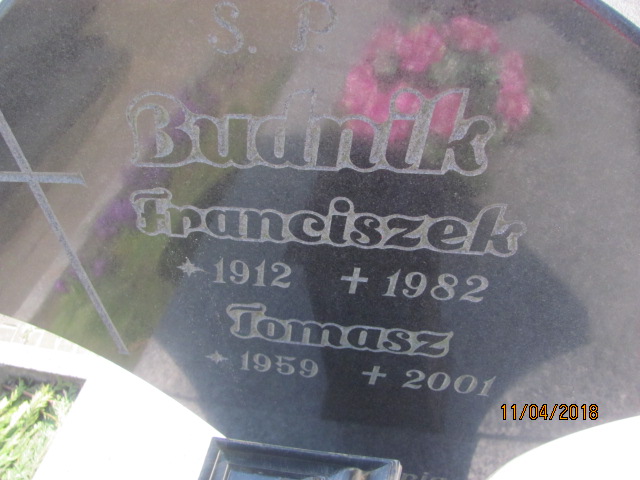 S. P.
Budnik
Franciszek
* 1912 + 1982
Tomasz
* 1959 + 2001
11/04/2018